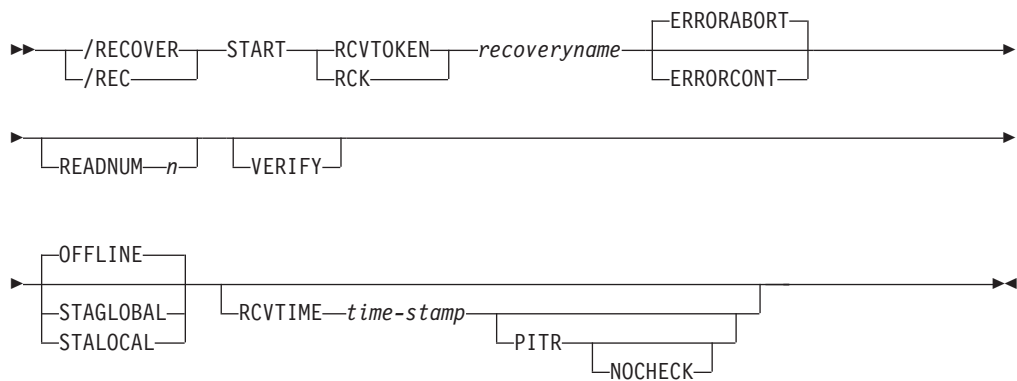 ERRORABORT
/RECOVER START RCVTOKEN recoveryname
/REC RCK ERRORCONT
READNUM n VERIFY
OFFLINE
STAGLOBAL RCVTIME time-stamp
STALOCAL PITR
NOCHECK